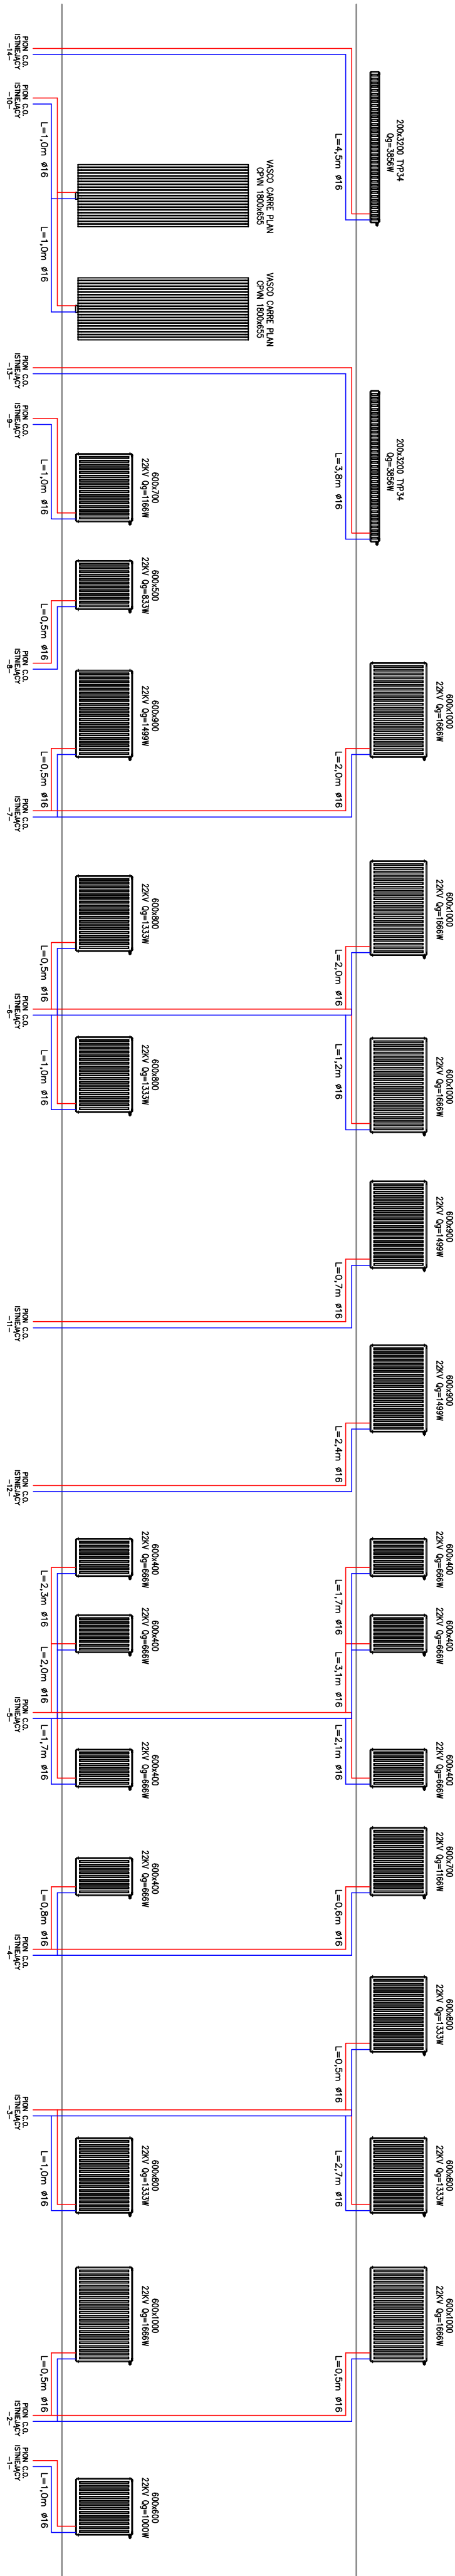 200x3200 TYP34
Qg=3856W
200x3200 TYP34
Qg=3856W
600x1000
22KV Qg=1666W
600x1000
22KV Qg=1666W
600x1000
22KV Qg=1666W
600x900
22KV Qg=1499W
600x900
22KV Qg=1499W
600x400
22KV Qg=666W
600x400
22KV Qg=666W
600x400
22KV Qg=666W
600x700
22KV Qg=1166W
600x800
22KV Qg=1333W
600x800
22KV Qg=1333W
600x1000
22KV Qg=1666W
L=4,5m ø16
L=3,8m ø16
L=2,0m ø16
L=2,0m ø16
L=1,2m ø16
L=0,7m ø16
L=2,4m ø16
L=1,7m ø16
L=3,1m ø16
L=2,1m ø16
L=0,6m ø16
L=0,5m ø16
L=2,7m ø16
L=0,5m ø16
VASCO CARRE PLAN
CPVN 1800x655
VASCO CARRE PLAN
CPVN 1800x655
600x700
22KV Qg=1166W
600x500
22KV Qg=833W
600x900
22KV Qg=1499W
600x800
22KV Qg=1333W
600x800
22KV Qg=1333W
600x400
22KV Qg=666W
600x400
22KV Qg=666W
600x400
22KV Qg=666W
600x400
22KV Qg=666W
600x800
22KV Qg=1333W
600x1000
22KV Qg=1666W
600x600
22KV Qg=1000W
L=1,0m ø16
L=1,0m ø16
L=1,0m ø16
L=0,5m ø16
L=0,5m ø16
L=0,5m ø16
L=1,0m ø16
L=2,3m ø16
L=2,0m ø16
L=1,7m ø16
L=0,8m ø16
L=1,0m ø16
L=0,5m ø16
L=1,0m ø16
PION C.O.
ISTNIEJĄCY
-14-
PION C.O.
ISTNIEJĄCY
-10-
PION C.O.
ISTNIEJĄCY
-13-
PION C.O.
ISTNIEJĄCY
-9-
PION C.O.
ISTNIEJĄCY
-8-
PION C.O.
ISTNIEJĄCY
-7-
PION C.O.
ISTNIEJĄCY
-6-
PION C.O.
ISTNIEJĄCY
-11-
PION C.O.
ISTNIEJĄCY
-12-
PION C.O.
ISTNIEJĄCY
-5-
PION C.O.
ISTNIEJĄCY
-4-
PION C.O.
ISTNIEJĄCY
-3-
PION C.O.
ISTNIEJĄCY
-2-
PION C.O.
ISTNIEJĄCY
-1-